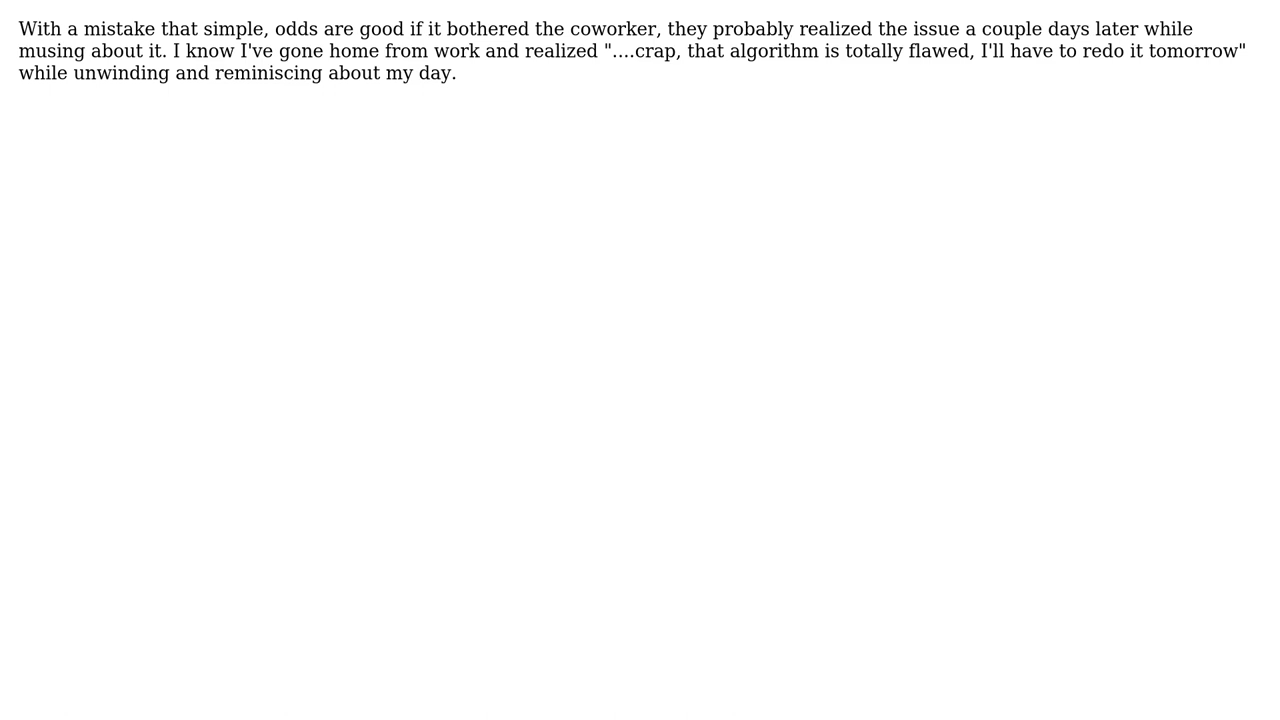 With a mistake that simple, odds are good if it bothered the coworker, they probably realized the issue a couple days later while
musing about it. I know I've gone home from work and realized "....crap, that algorithm is totally flawed, I'll have to redo it tomorrow"
while unwinding and reminiscing about my day.